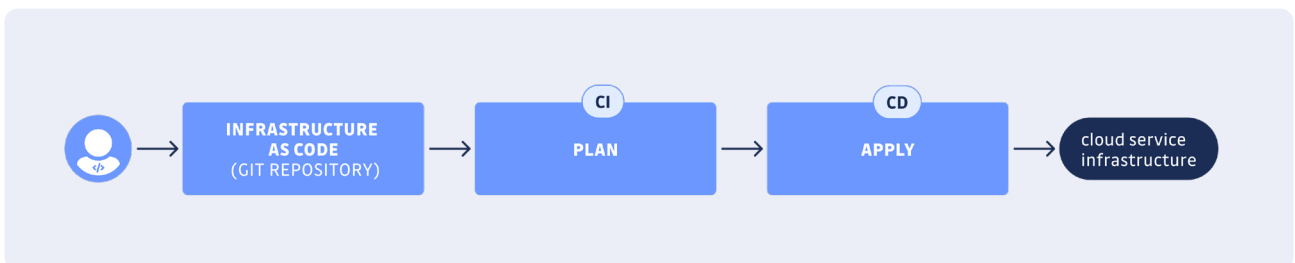 </>
INFRASTRUCTURE
AS CODE
(GIT REPOSITORY)
CI
PLAN
CD
APPLY
cloud service
infrastructure